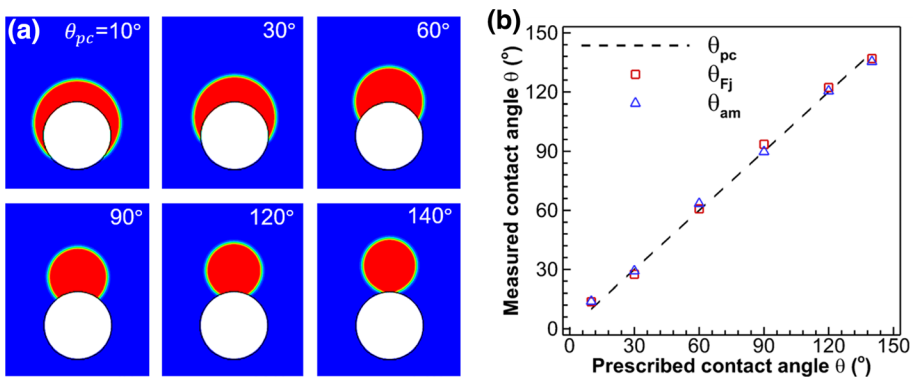 (a) θpc=10° 30° 60°
90° 120° 140°
(b)
Measured contact angle θ (°)
150
120
90
60
30
0
θpc
θFj
θam
0 30 60 90 120 150
Prescribed contact angle θ (°)